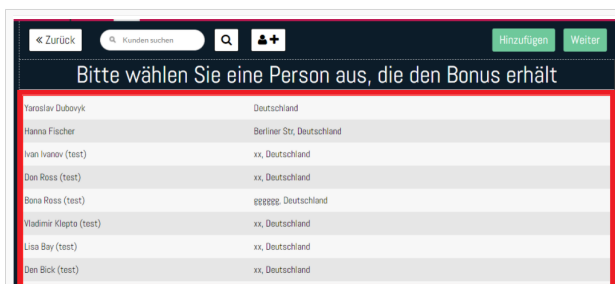 « Zurück Kunden suchen Hinzufügen Weiter
Bitte wählen Sie eine Person aus, die den Bonus erhält
Yaroslav Dubovyk Deutschland
Hanna Fischer Berliner Str, Deutschland
Ivan Ivanov (test) xx, Deutschland
Don Ross (test) xx, Deutschland
Bona Ross (test) gggggg, Deutschland
Vladimir Klepto (test) xx, Deutschland
Lisa Bay (test) xx, Deutschland
Den Bick (test) xx, Deutschland